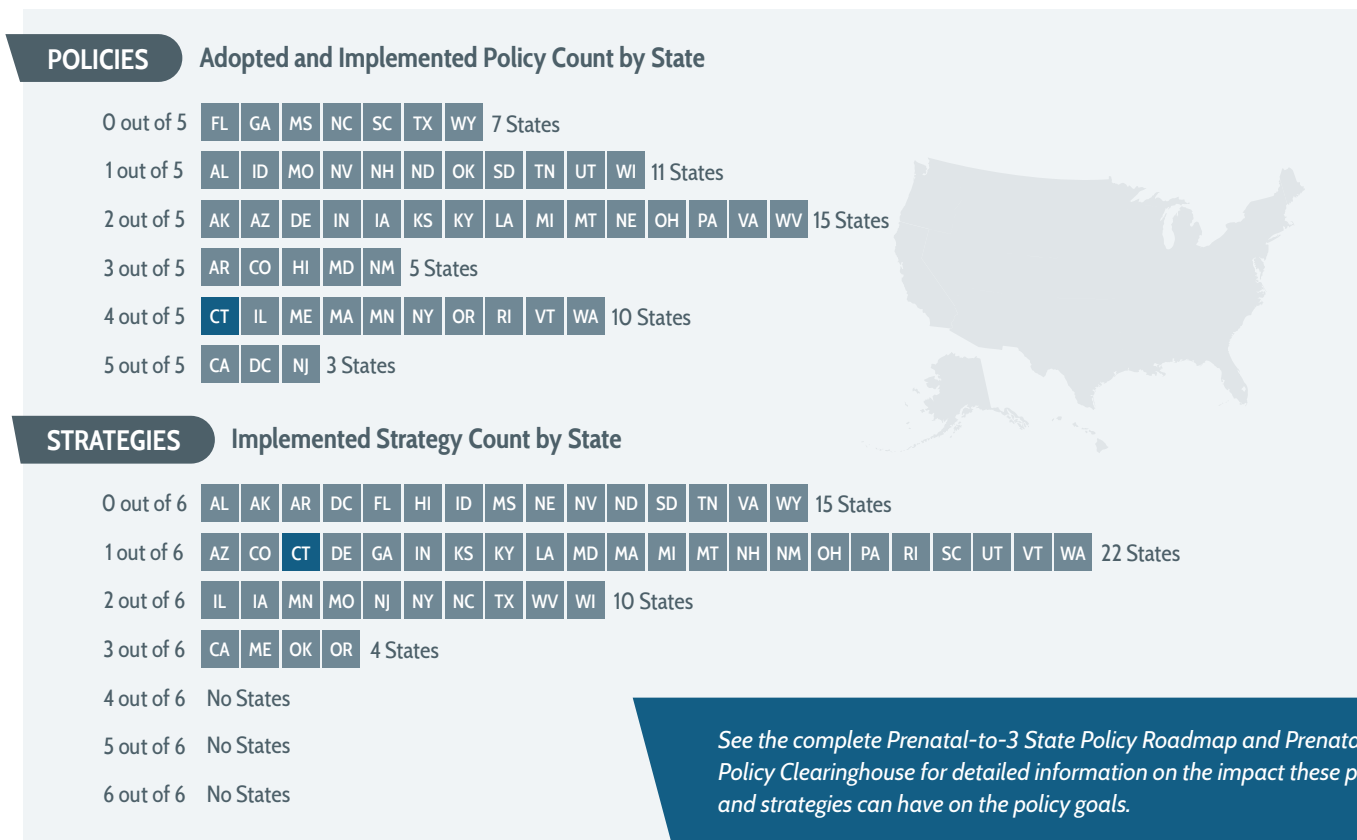 POLICIES Adopted and Implemented Policy Count by State
0 out of 5 FL GA MS NC SC TX WY 7 States
1 out of 5 AL ID MO NV NH ND OK SD TN UT WI 11 States
2 out of 5 AK AZ DE IN IA KS KY LA MI MT NE OH PA VA WV 15 States
3 out of 5 AR CO HI MD NM 5 States
4 out of 5 CT IL ME MA MN NY OR RI VT WA 10 States
5 out of 5 CA DC NJ 3 States
STRATEGIES Implemented Strategy Count by State
0 out of 6 AL AK AR DC FL HI ID MS NE NV ND SD TN VA WY 15 States
1 out of 6 AZ CO CT DE GA IN KS KY LA MD MA MI MT NH NM OH PA RI SC UT VT WA 22 States
2 out of 6 IL IA MN MO NJ NY NC TX WV WI 10 States
3 out of 6 CA ME OK OR 4 States
4 out of 6 No States
5 out of 6 No States
6 out of 6 No States
See the complete Prenatal-to-3 State Policy Roadmap and
Policy Clearinghouse for detailed information on the impact these
and strategies can have on the policy goals.